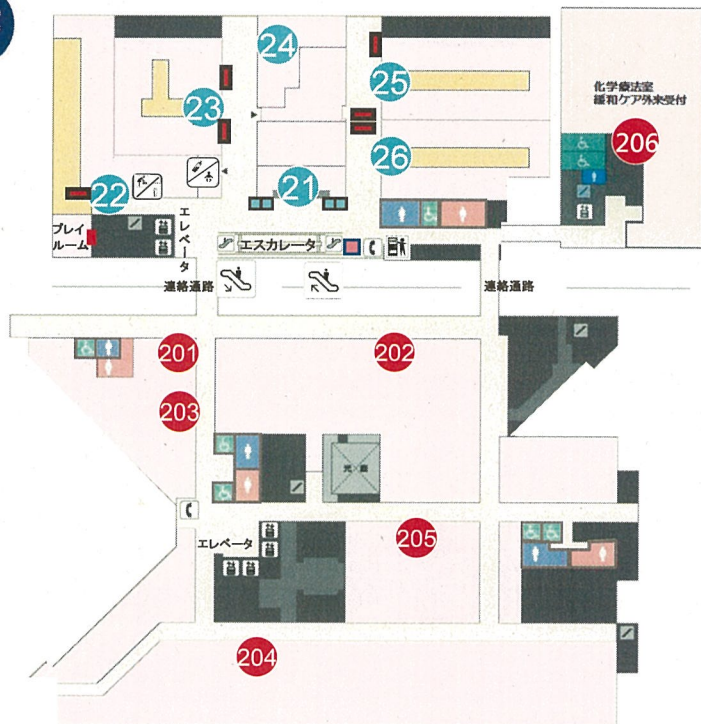 24
25
23
化学療法室
緩和ケア外来受付
206
26
22
21
プレイ
ルーム
エレベータ
エスカレータ
連絡通路
連絡通路
201
202
203
光庭
エレベータ
205
204